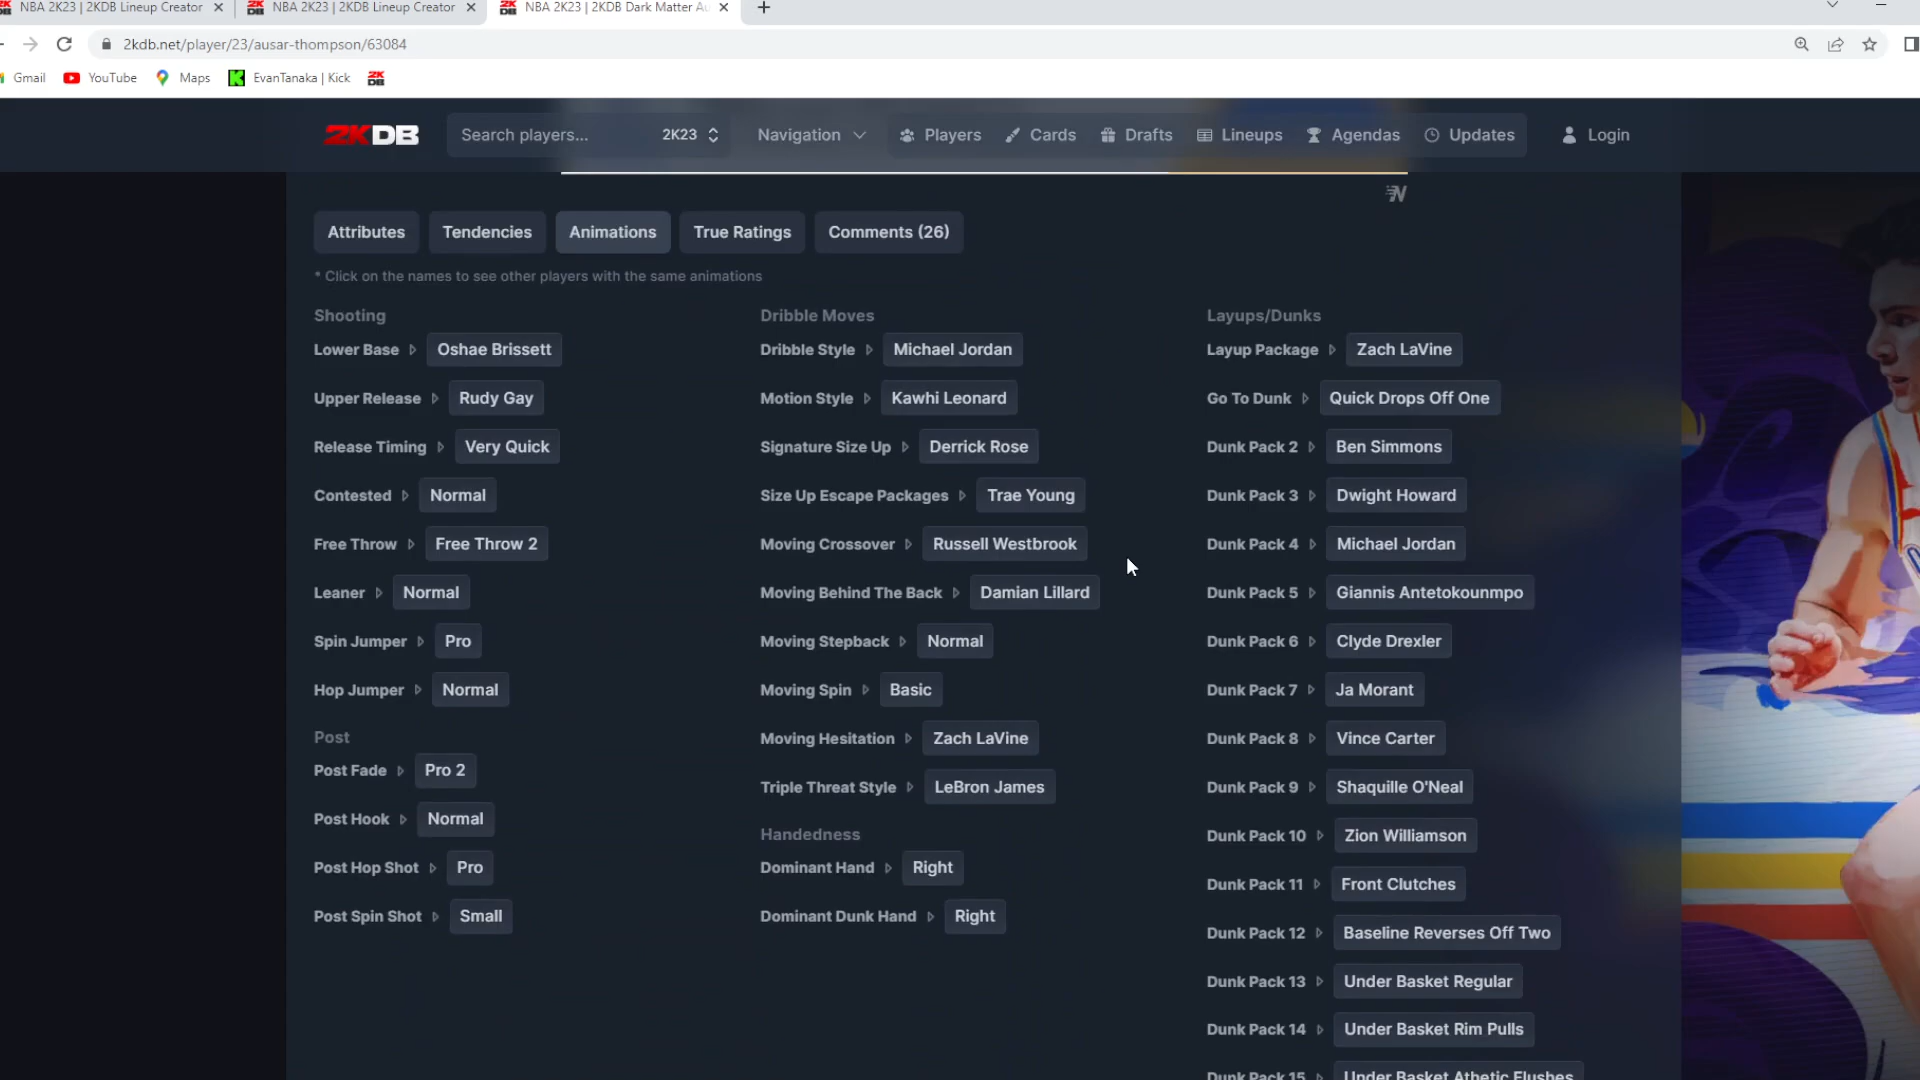 NBA 2K23 | 2KDB Lineup Creator
NBA 2K23 | 2KDB Lineup Creator
NBA 2K23 | 2KDB Dark Matter Au
2kdb.net/player/23/ausar-thompson/63084
Gmail
YouTube
Maps
EvanTanaka | Kick
2KDB
Search players...
2K23
Navigation
Players
Cards
Drafts
Lineups
Agendas
Updates
Login
Attributes
Tendencies
Animations
True Ratings
Comments (26)
* Click on the names to see other players with the same animations
Shooting
Lower Base Oshae Brissett
Upper Release Rudy Gay
Release Timing Very Quick
Contested Normal
Free Throw Free Throw 2
Leaner Normal
Spin Jumper Pro
Hop Jumper Normal
Post
Post Fade Pro 2
Post Hook Normal
Post Hop Shot Pro
Post Spin Shot Small
Dribble Moves
Dribble Style Michael Jordan
Motion Style Kawhi Leonard
Signature Size Up Derrick Rose
Size Up Escape Packages Trae Young
Moving Crossover Russell Westbrook
Moving Behind The Back Damian Lillard
Moving Stepback Normal
Moving Spin Basic
Moving Hesitation Zach LaVine
Triple Threat Style LeBron James
Handedness
Dominant Hand Right
Dominant Dunk Hand Right
Layups/Dunks
Layup Package Zach LaVine
Go To Dunk Quick Drops Off One
Dunk Pack 2 Ben Simmons
Dunk Pack 3 Dwight Howard
Dunk Pack 4 Michael Jordan
Dunk Pack 5 Giannis Antetokounmpo
Dunk Pack 6 Clyde Drexler
Dunk Pack 7 Ja Morant
Dunk Pack 8 Vince Carter
Dunk Pack 9 Shaquille O'Neal
Dunk Pack 10 Zion Williamson
Dunk Pack 11 Front Clutches
Dunk Pack 12 Baseline Reverses Off Two
Dunk Pack 13 Under Basket Regular
Dunk Pack 14 Under Basket Rim Pulls
Dunk Pack 15 Under Basket Athetic Flushes